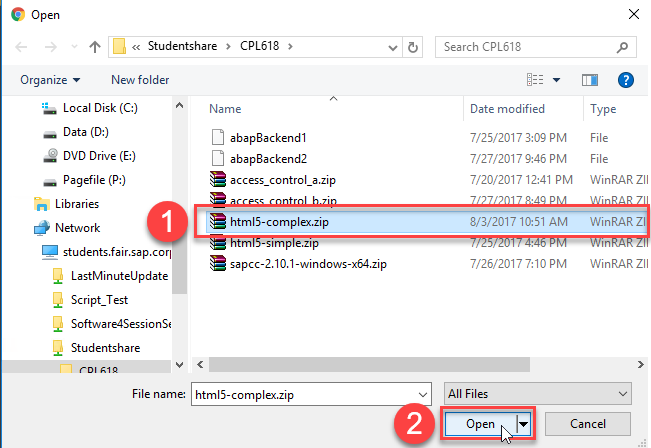 Open
« Studentshare > CPL618 >
Search CPL618
Organize
New folder
?
Name
Date modified
Type
Local Disk (C:)
Data (D:)
DVD Drive (E:)
Pagefile (P:)
Libraries
Network
students.fair.sap.corp
LastMinuteUpdate
Script_Test
Software4SessionSe
Studentshare
CPL618
abapBackend1 7/25/2017 3:09 PM File
abapBackend2 7/27/2017 9:46 PM File
access_control_a.zip 7/20/2017 12:41 PM WinRAR ZI
access_control_b.zip 7/27/2017 8:49 PM WinRAR ZI
1
html5-complex.zip 8/3/2017 10:51 AM WinRAR ZI
html5-simple.zip 7/25/2017 4:46 PM WinRAR ZI
sapcc-2.10.1-windows-x64.zip 7/26/2017 7:10 PM WinRAR ZI
File name: html5-complex.zip
All Files
2
Open
Cancel